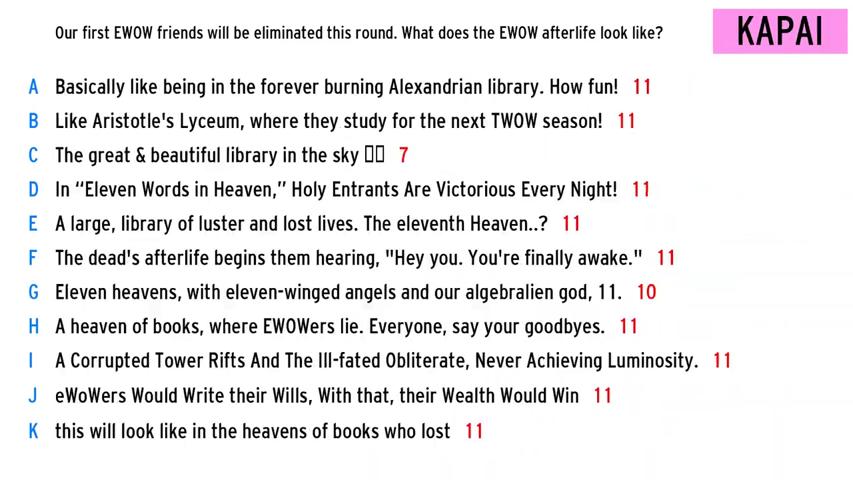 Our first EWOW friends will be eliminated this round. What does the EWOW afterlife look like?
KAPAI
A Basically like being in the forever burning Alexandrian library. How fun! 11
B Like Aristotle's Lyceum, where they study for the next TWOW season! 11
C The great & beautiful library in the sky 7
D In “Eleven Words in Heaven,” Holy Entrants Are Victorious Every Night! 11
E A large, library of luster and lost lives. The eleventh Heaven..? 11
F The dead's afterlife begins them hearing, "Hey you. You're finally awake." 11
G Eleven heavens, with eleven-winged angels and our algebralien god, 11. 10
H A heaven of books, where EWOWers lie. Everyone, say your goodbyes. 11
I A Corrupted Tower Rifts And The Ill-fated Obliterate, Never Achieving Luminosity. 11
J eWoWers Would Write their Wills, With that, their Wealth Would Win 11
K this will look like in the heavens of books who lost 11